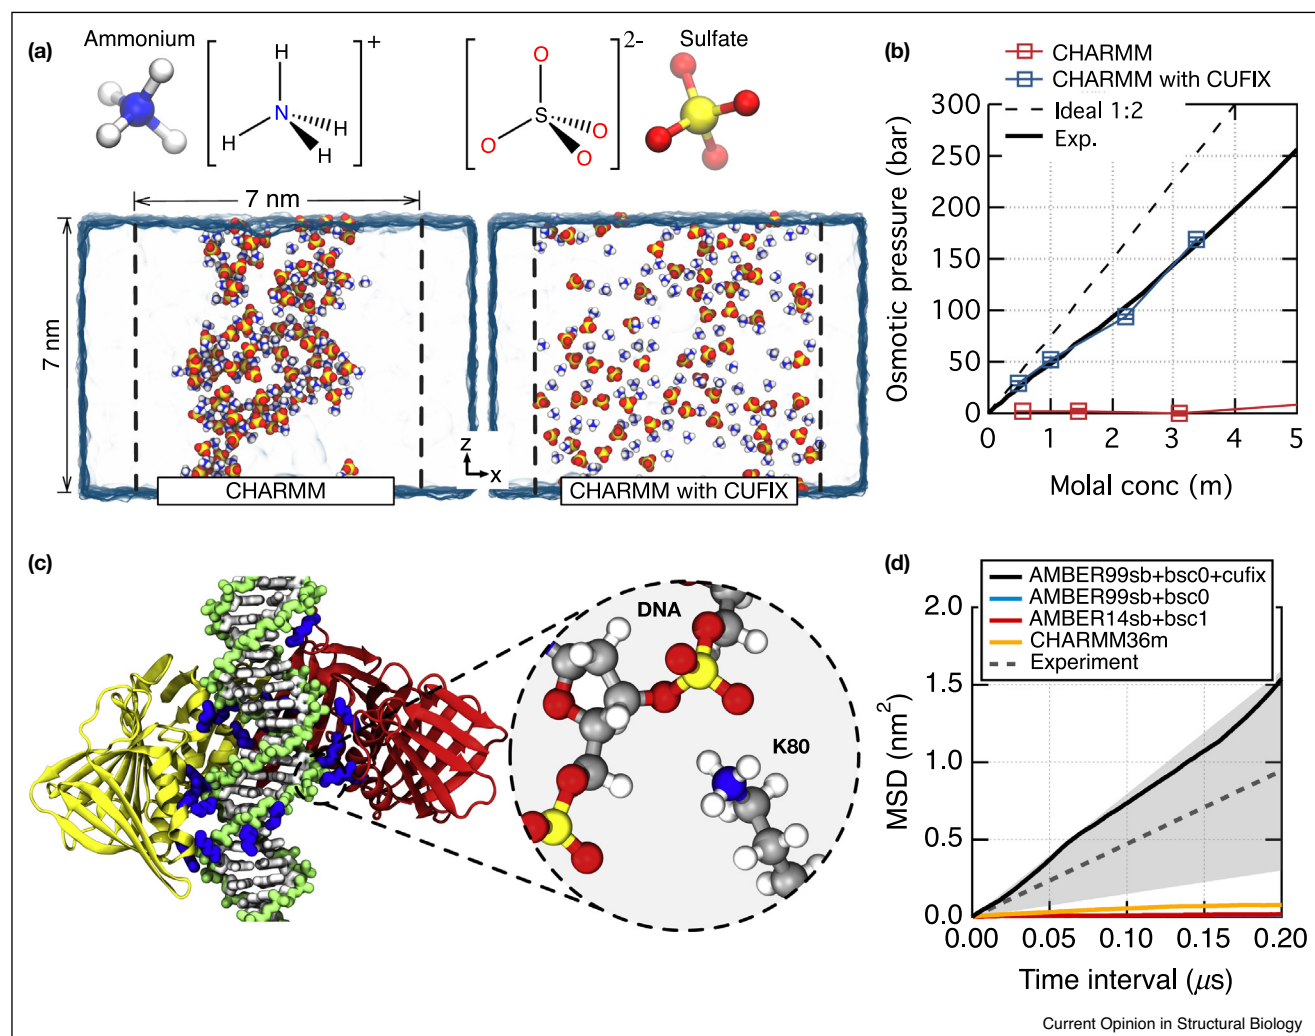 (a)
Ammonium
H
+
N
H
H
H
O
2-
S
O
O
O
Sulfate
7 nm
7 nm
CHARMM
z
x
CHARMM with CUFIX
(b)
CHARMM
CHARMM with CUFIX
Ideal 1:2
Exp.
Osmotic pressure (bar)
300
250
200
150
100
50
0
0 1 2 3 4 5
Molal conc (m)
(c)
DNA
K80
(d)
AMBER99sb+bsc0+cufix
AMBER99sb+bsc0
AMBER14sb+bsc1
CHARMM36m
Experiment
MSD (nm²)
2.0
1.5
1.0
0.5
0.0
0.00 0.05 0.10 0.15 0.20
Time interval (μs)
Current Opinion in Structural Biology